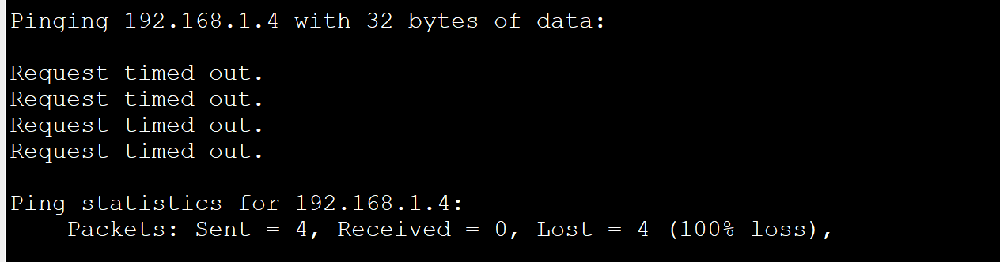 Pinging 192.168.1.4 with 32 bytes of data:
Request timed out.
Request timed out.
Request timed out.
Request timed out.
Ping statistics for 192.168.1.4:
Packets: Sent = 4, Received = 0, Lost = 4 (100% loss),